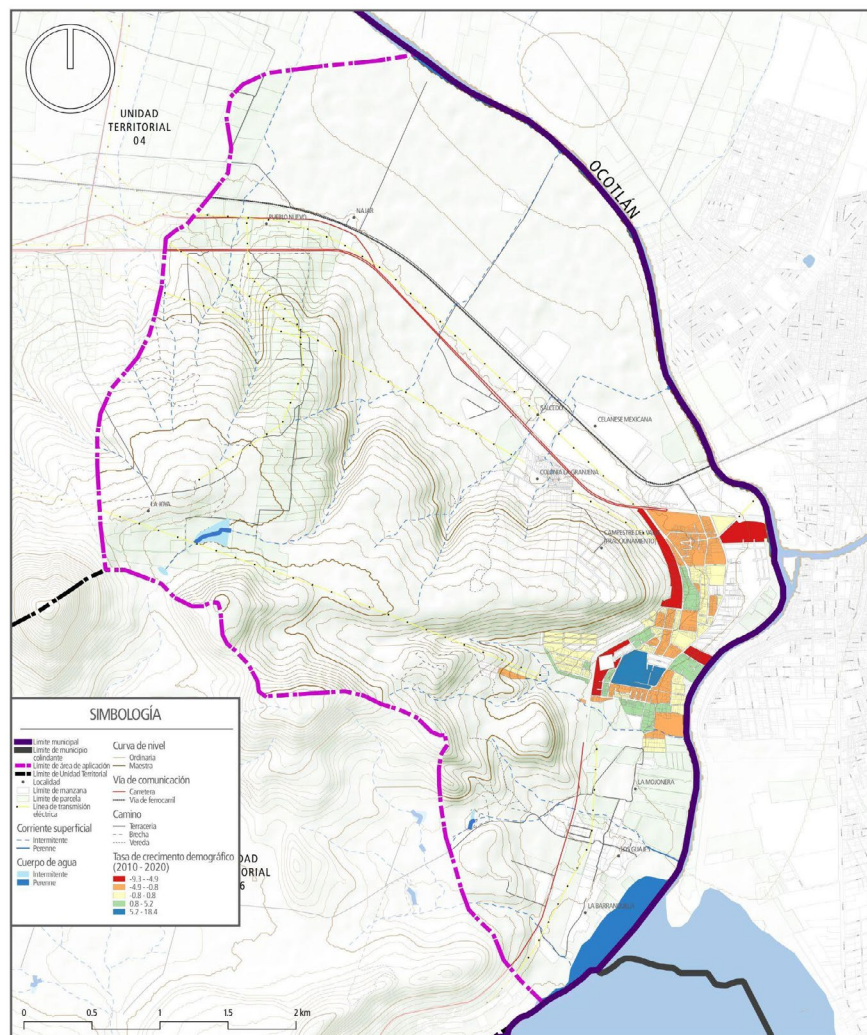 UNIDAD
TERRITORIAL
04
OCOTLÁN
NAJAR
PUEBLO NUEVO
SALCEDO
CELANESE MEXICANA
COLONIA LA GRANJENA
(FRACCIONAMIENTO)
LA MOJONERA
SIMBOLOGÍA
Límite municipal
Límite de municipio
colindante
Límite de área de aplicación
Límite de Unidad Territorial
Localidad
Límite de manzana
Límite de parcela
Línea de transmisión
eléctrica
Corriente superficial
Intermitente
Perenne
Cuerpo de agua
Intermitente
Perenne
Curva de nivel
Ordinaria
Maestra
Vía de comunicación
Carretera
Vía de ferrocarril
Camino
Terracería
Brecha
Vereda
Tasa de crecimiento demográfico
(2010 - 2020)
-9.3 - -4.9
-4.9 - -0.8
-0.8 - 0.8
0.8 - 5.2
5.2 - 18.4
DAD
ORIAL
6
0 0.5 1 1.5 2 km